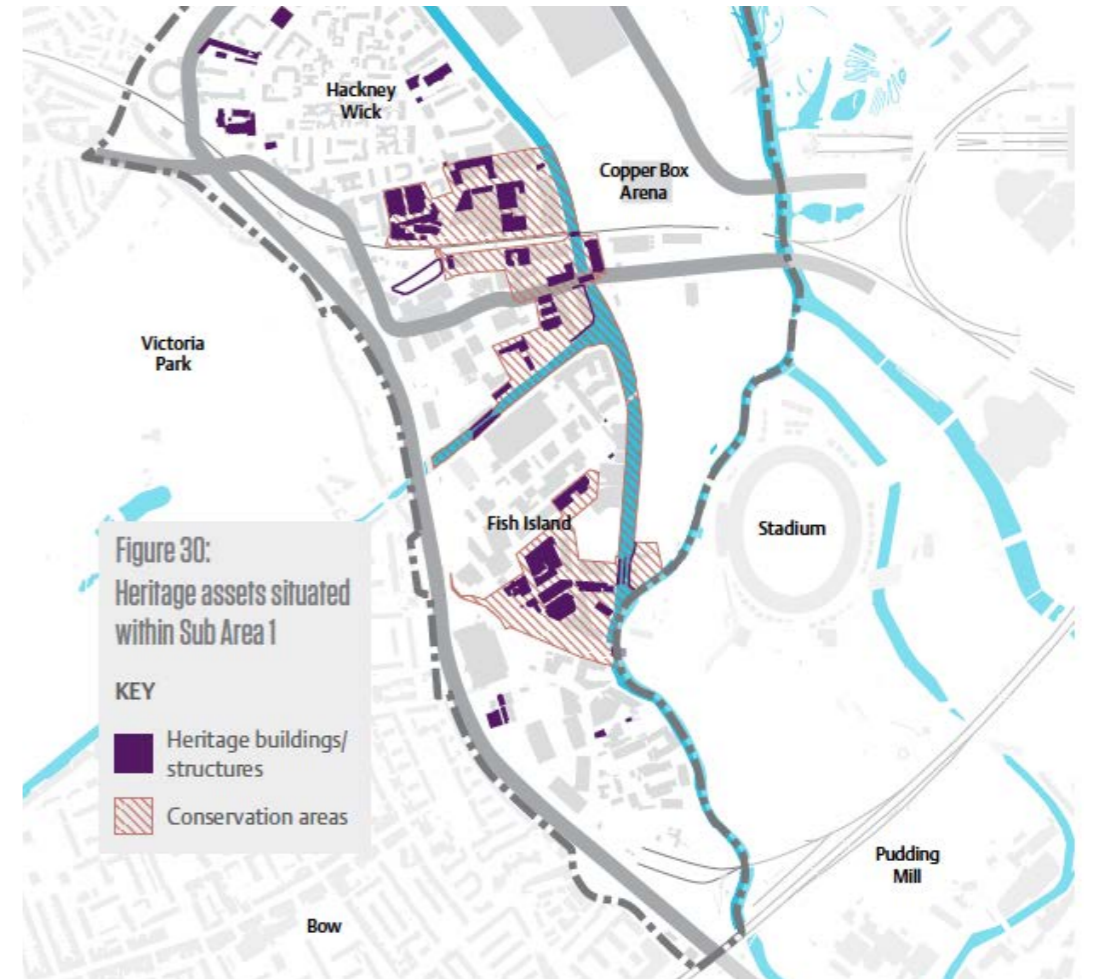 Hackney
Wick
Copper Box
Arena
Victoria
Park
Fish Island
Stadium
Figure 30:
Heritage assets situated
within Sub Area 1
KEY
Heritage buildings/
structures
Conservation areas
Pudding
Mill
Bow